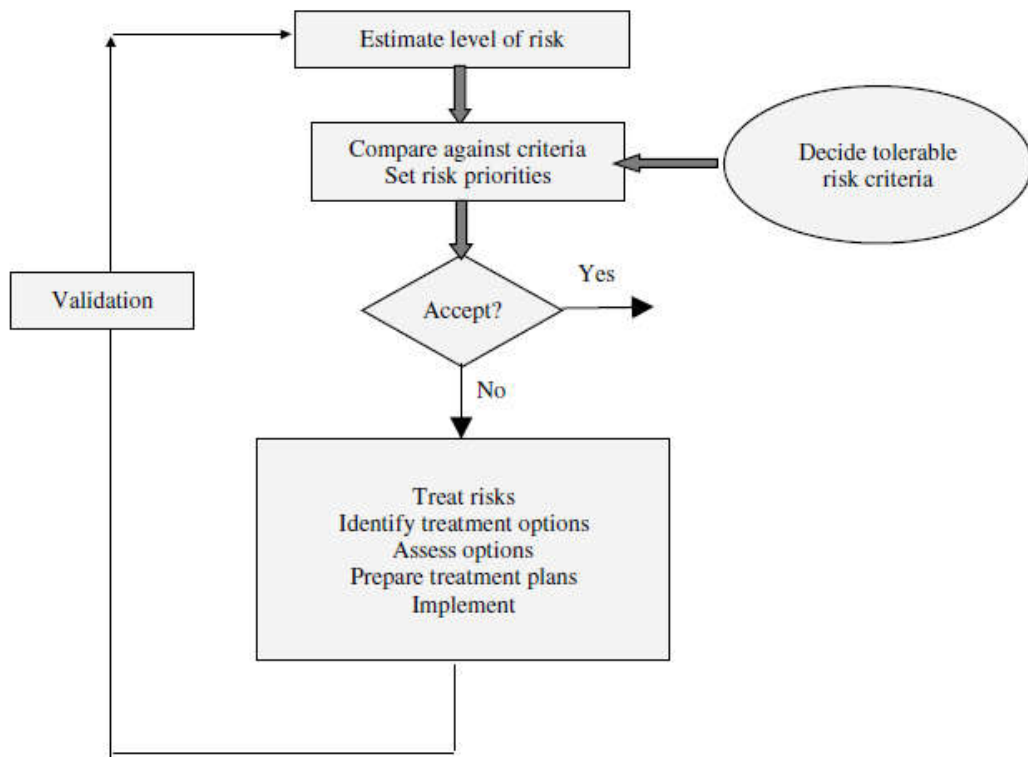 Estimate level of risk
Compare against criteria
Set risk priorities
Decide tolerable
risk criteria
Yes
Validation
Accept?
No
Treat risks
Identify treatment options
Assess options
Prepare treatment plans
Implement